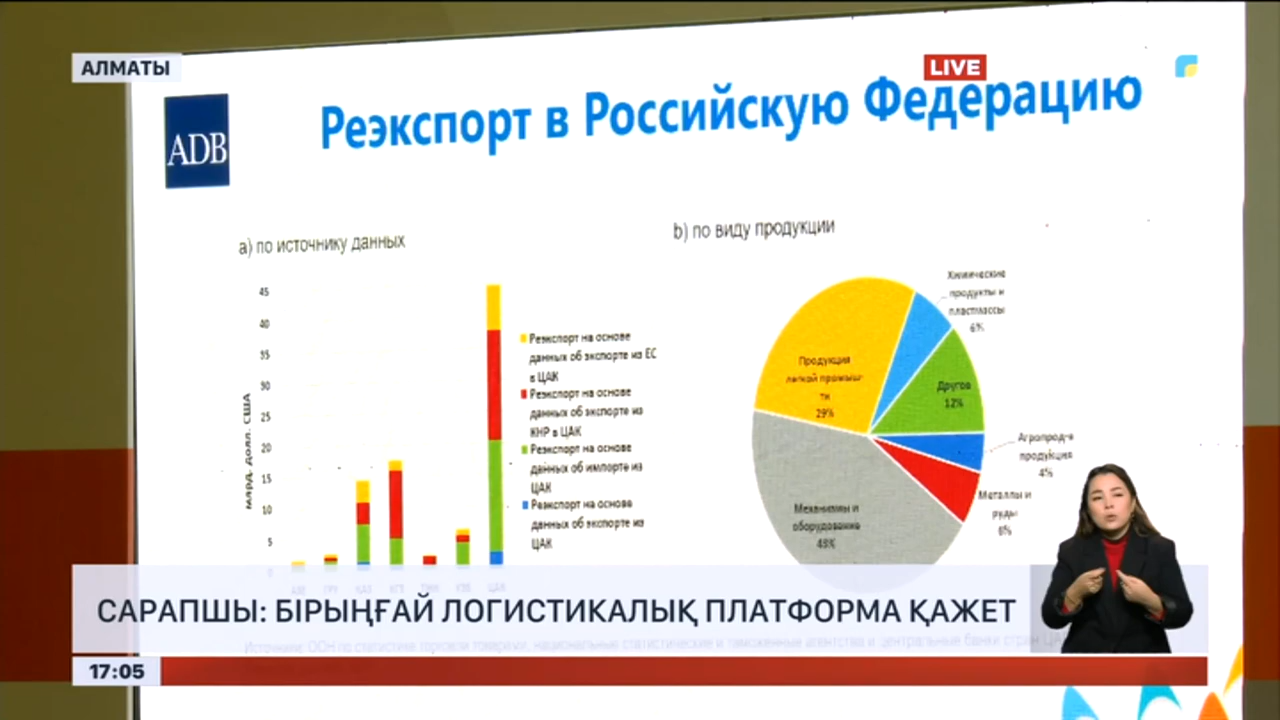 АЛМАТЫ
LIVE
ADB
Реэкспорт в Российскую Федерацию
a) по источнику данных
b) по виду продукции
млрд. долл. США
45
40
35
30
25
20
15
10
5
0
Реэкспорт на основе
данных об экспорте из ЕС
в ЦАК
Реэкспорт на основе
данных об экспорте из
КНР в ЦАК
Реэкспорт на основе
данных об импорте из
ЦАК
Реэкспорт на основе
данных об экспорте из
ЦАК
Химические
продукты и
пластмассы
6%
Продукция
легкой промыш-
ти
29%
Другое
12%
Агропрод-я
продукция
4%
Металлы и
руды
Механизмы и
оборудование
САРАПШЫ: БІРЫҢҒАЙ ЛОГИСТИКАЛЫҚ ПЛАТФОРМА ҚАЖЕТ
17:05